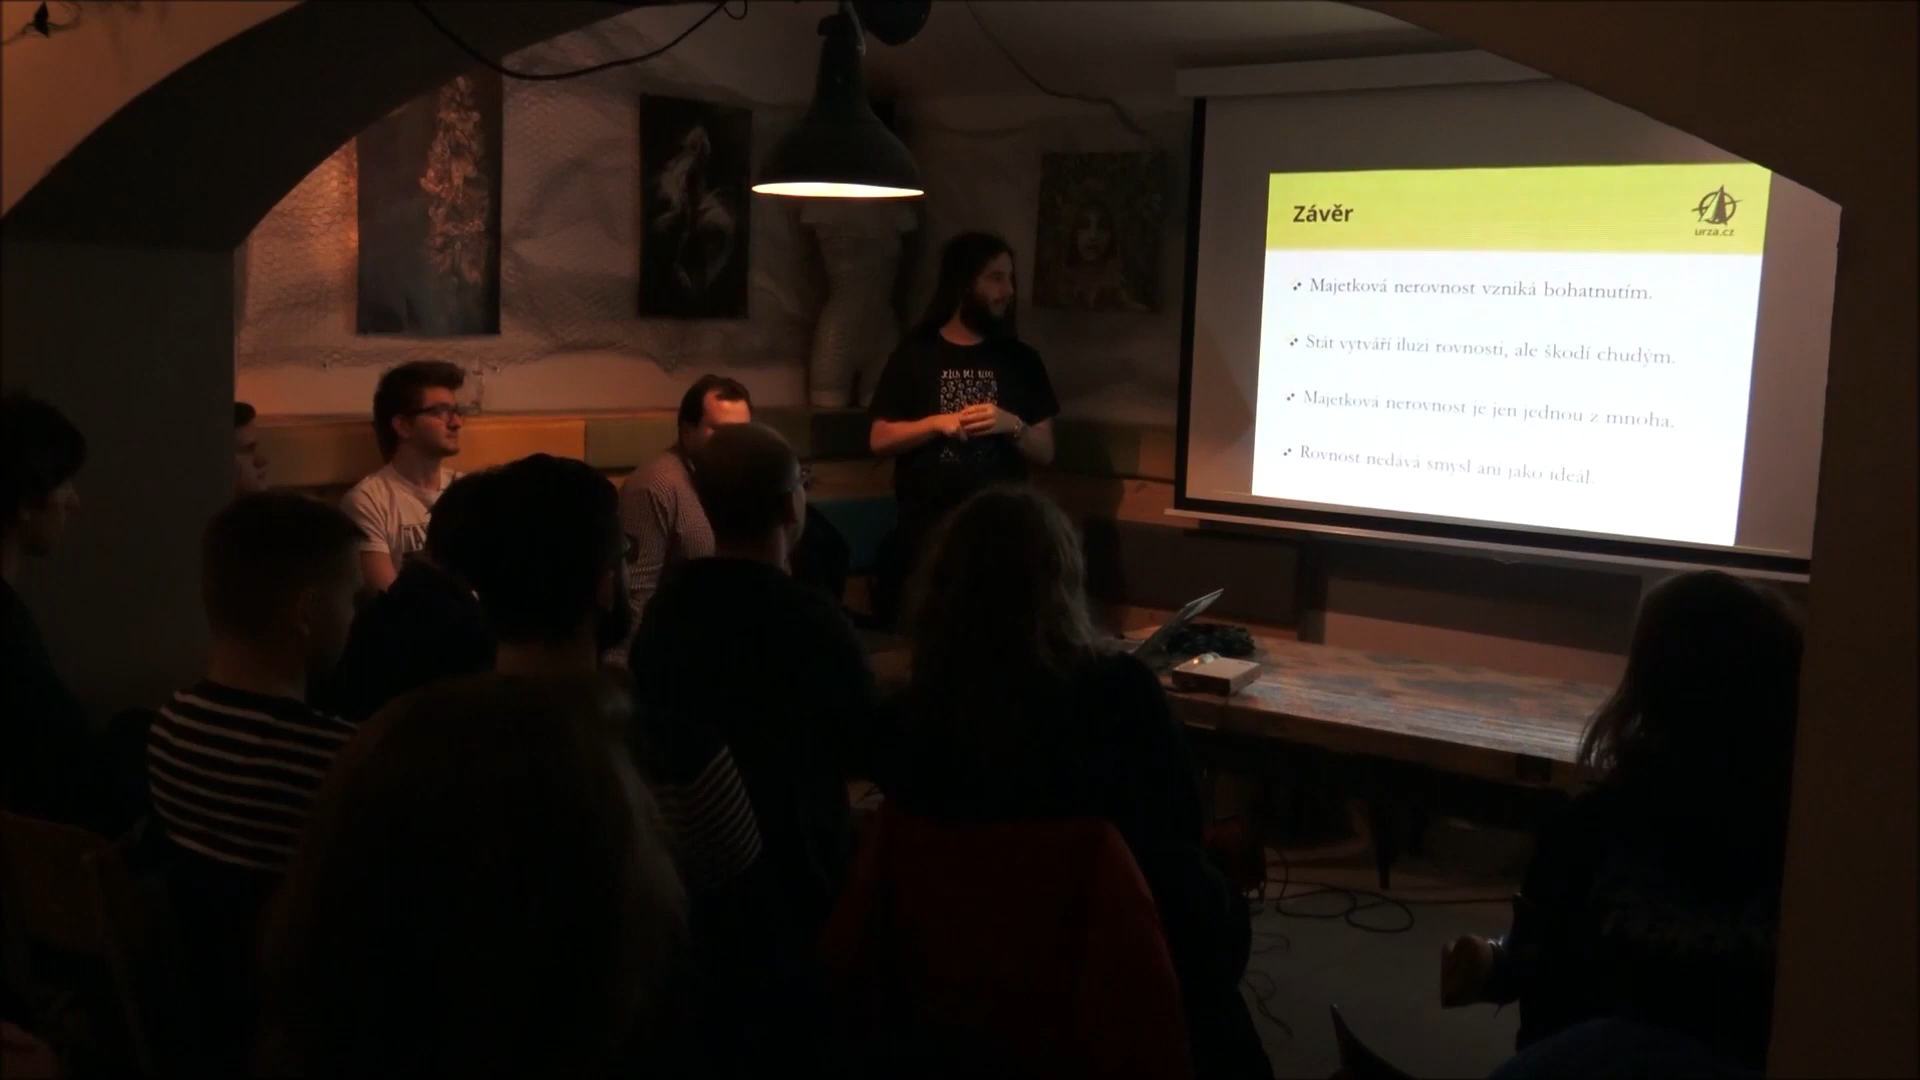 Závěr
urza.cz
Majetková nerovnost vzniká bohatnutím.
Stát vytváří iluzi rovnosti, ale škodí chudým.
Majetková nerovnost je jen jednou z mnoha.
Rovnost nedává smysl ani jako ideál.